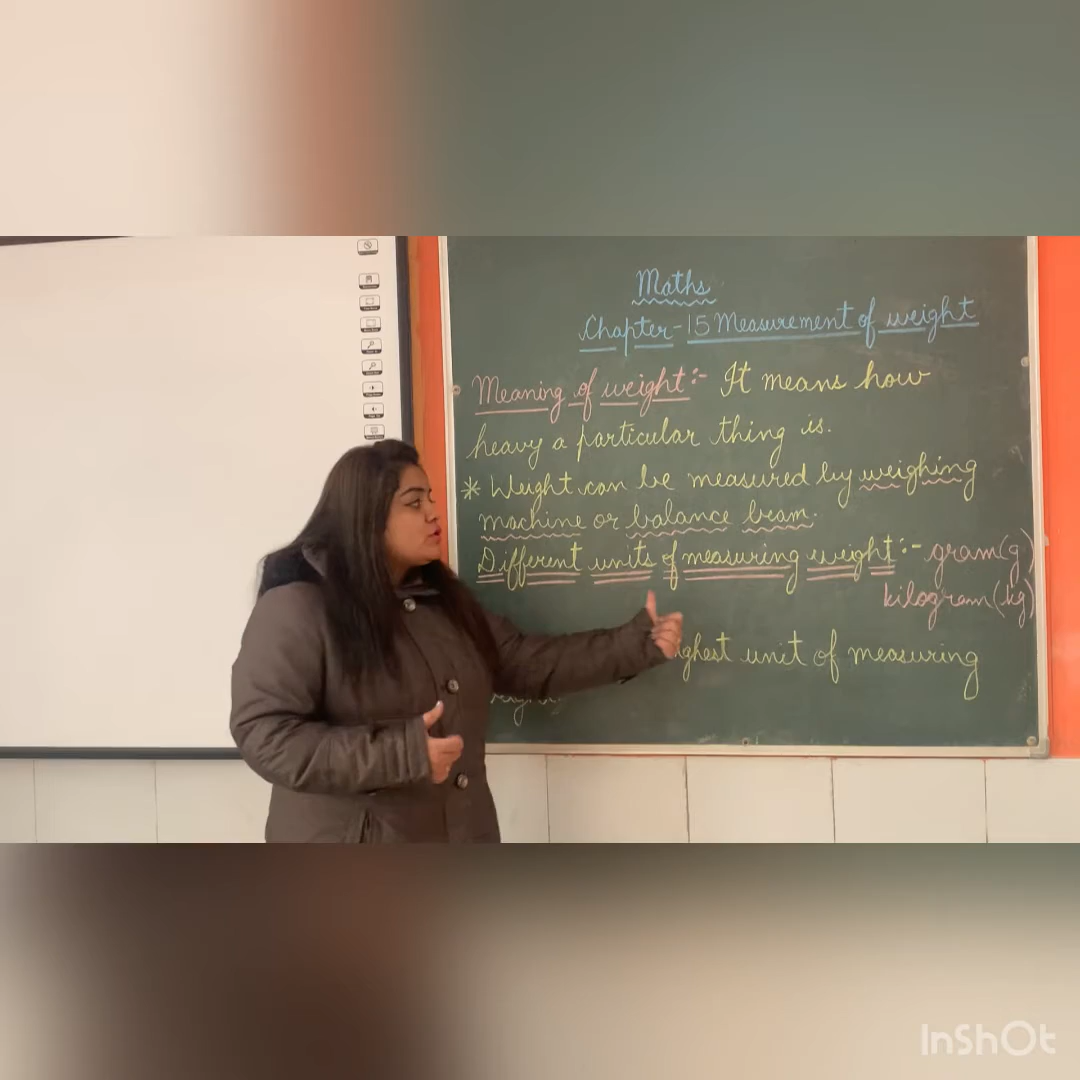 Maths
Chapter-15 Measurement of weight
Meaning of weight:- It means how
heavy a particular thing is.
* Weight can be measured by weighing
machine or balance beam.
Different units of measuring weight:- gram(g)
kilogram(kg)
unit of measuring
InShOt